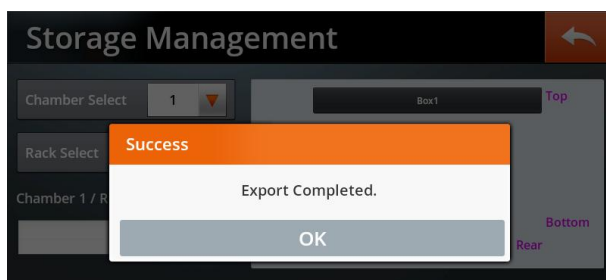 Storage Management
Chamber Select 1
Box1
Top
Rack Select
Success
Export Completed.
Chamber 1 / R
OK
Bottom
Rear